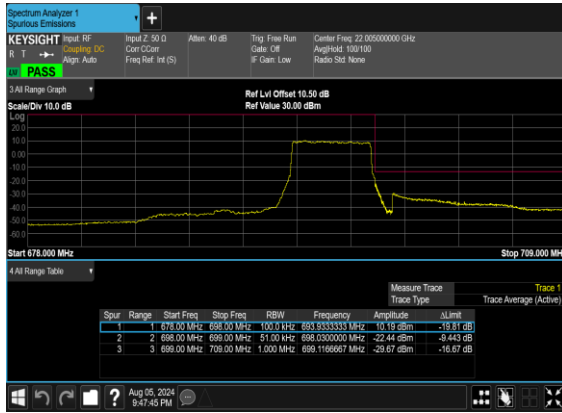 Spectrum Analyzer 1
Spurious Emissions
KEYSIGHT Input: RF Input Z: 50 Ω Atten: 40 dB Trig: Free Run Center Freq: 22.005000000 GHz
R T Coupling: DC Corr CCorr Gate: Off Avg|Hold: 100/100
Align: Auto Freq Ref: Int (S) IF Gain: Low Radio Std: None
PASS
3 All Range Graph
Ref Lvl Offset 10.50 dB
Scale/Div 10.0 dB Ref Value 30.00 dBm
Log
20.0
10.0
0.00
-10.0
-20.0
-30.0
-40.0
-50.0
-60.0
Start 678.000 MHz Stop 709.000 MHz
4 All Range Table
Measure Trace Trace 1
Trace Type Trace Average (Active)
Spur Range Start Freq Stop Freq RBW Frequency Amplitude ΔLimit
1 1 678.00 MHz 698.00 MHz 100.0 kHz 693.9333333 MHz 10.19 dBm -19.81 dB
2 2 698.00 MHz 699.00 MHz 51.00 kHz 698.0300000 MHz -22.44 dBm -9.443 dB
3 3 699.00 MHz 709.00 MHz 1.000 MHz 699.1166667 MHz -29.67 dBm -16.67 dB
? Aug 05, 2024
9:47:45 PM